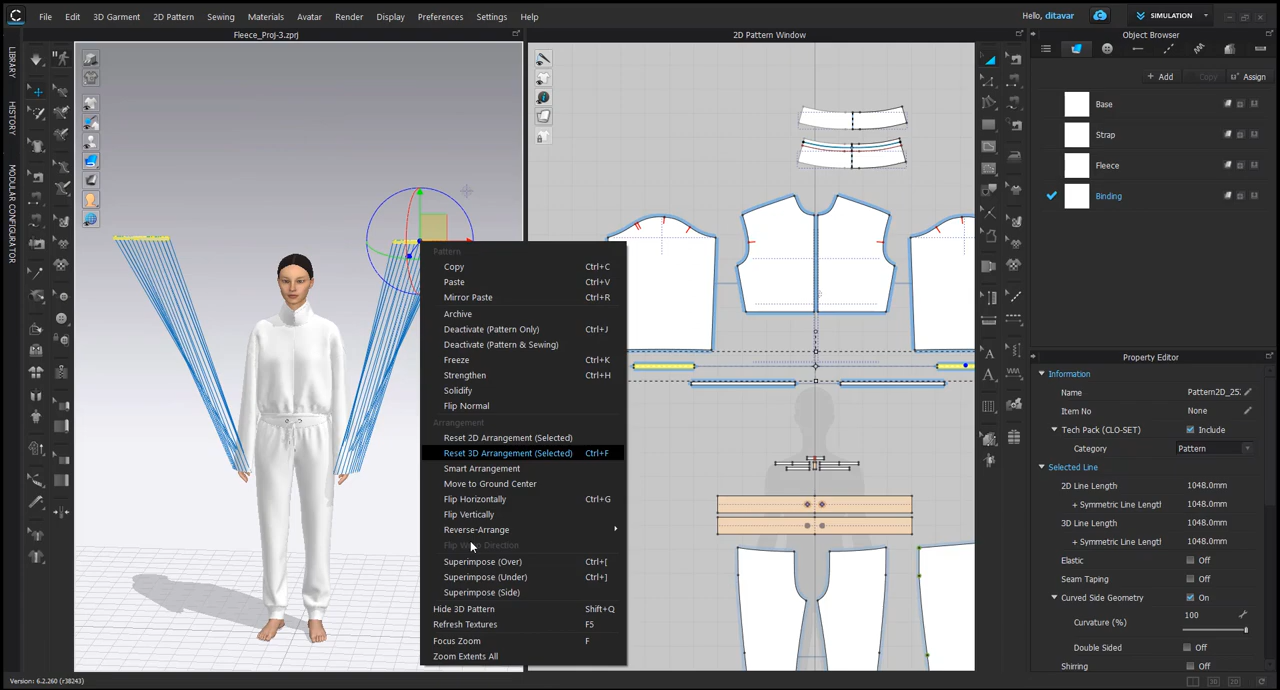 File Edit 3D Garment 2D Pattern Sewing Materials Avatar Render Display Preferences Settings Help
Hello, ditavar
SIMULATION
Fleece_Proj-3.zprj
2D Pattern Window
Object Browser
LIBRARY
HISTORY
MODULAR CONFIGURATOR
+ Add
Copy
Assign
Base
Strap
Fleece
Binding
Pattern
Copy Ctrl+C
Paste Ctrl+V
Mirror Paste Ctrl+R
Archive
Deactivate (Pattern Only) Ctrl+J
Deactivate (Pattern & Sewing)
Freeze Ctrl+K
Strengthen Ctrl+H
Solidify
Flip Normal
Arrangement
Reset 2D Arrangement (Selected)
Reset 3D Arrangement (Selected) Ctrl+F
Smart Arrangement
Move to Ground Center
Flip Horizontally Ctrl+G
Flip Vertically
Reverse-Arrange
Direction
Superimpose (Over) Ctrl+[
Superimpose (Under) Ctrl+]
Superimpose (Side)
Hide 3D Pattern Shift+Q
Refresh Textures F5
Focus Zoom F
Zoom Extents All
Property Editor
Information
Name Pattern2D_25
Item No None
Tech Pack (CLO-SET) Include
Category Pattern
Selected Line
2D Line Length 1048.0mm
+ Symmetric Line Lengtl 1048.0mm
3D Line Length 1048.0mm
+ Symmetric Line Lengtl 1048.0mm
Elastic Off
Seam Taping Off
Curved Side Geometry On
Curvature (%) 100
Double Sided Off
Shirring Off
Version: 6.2.260 (r38243)